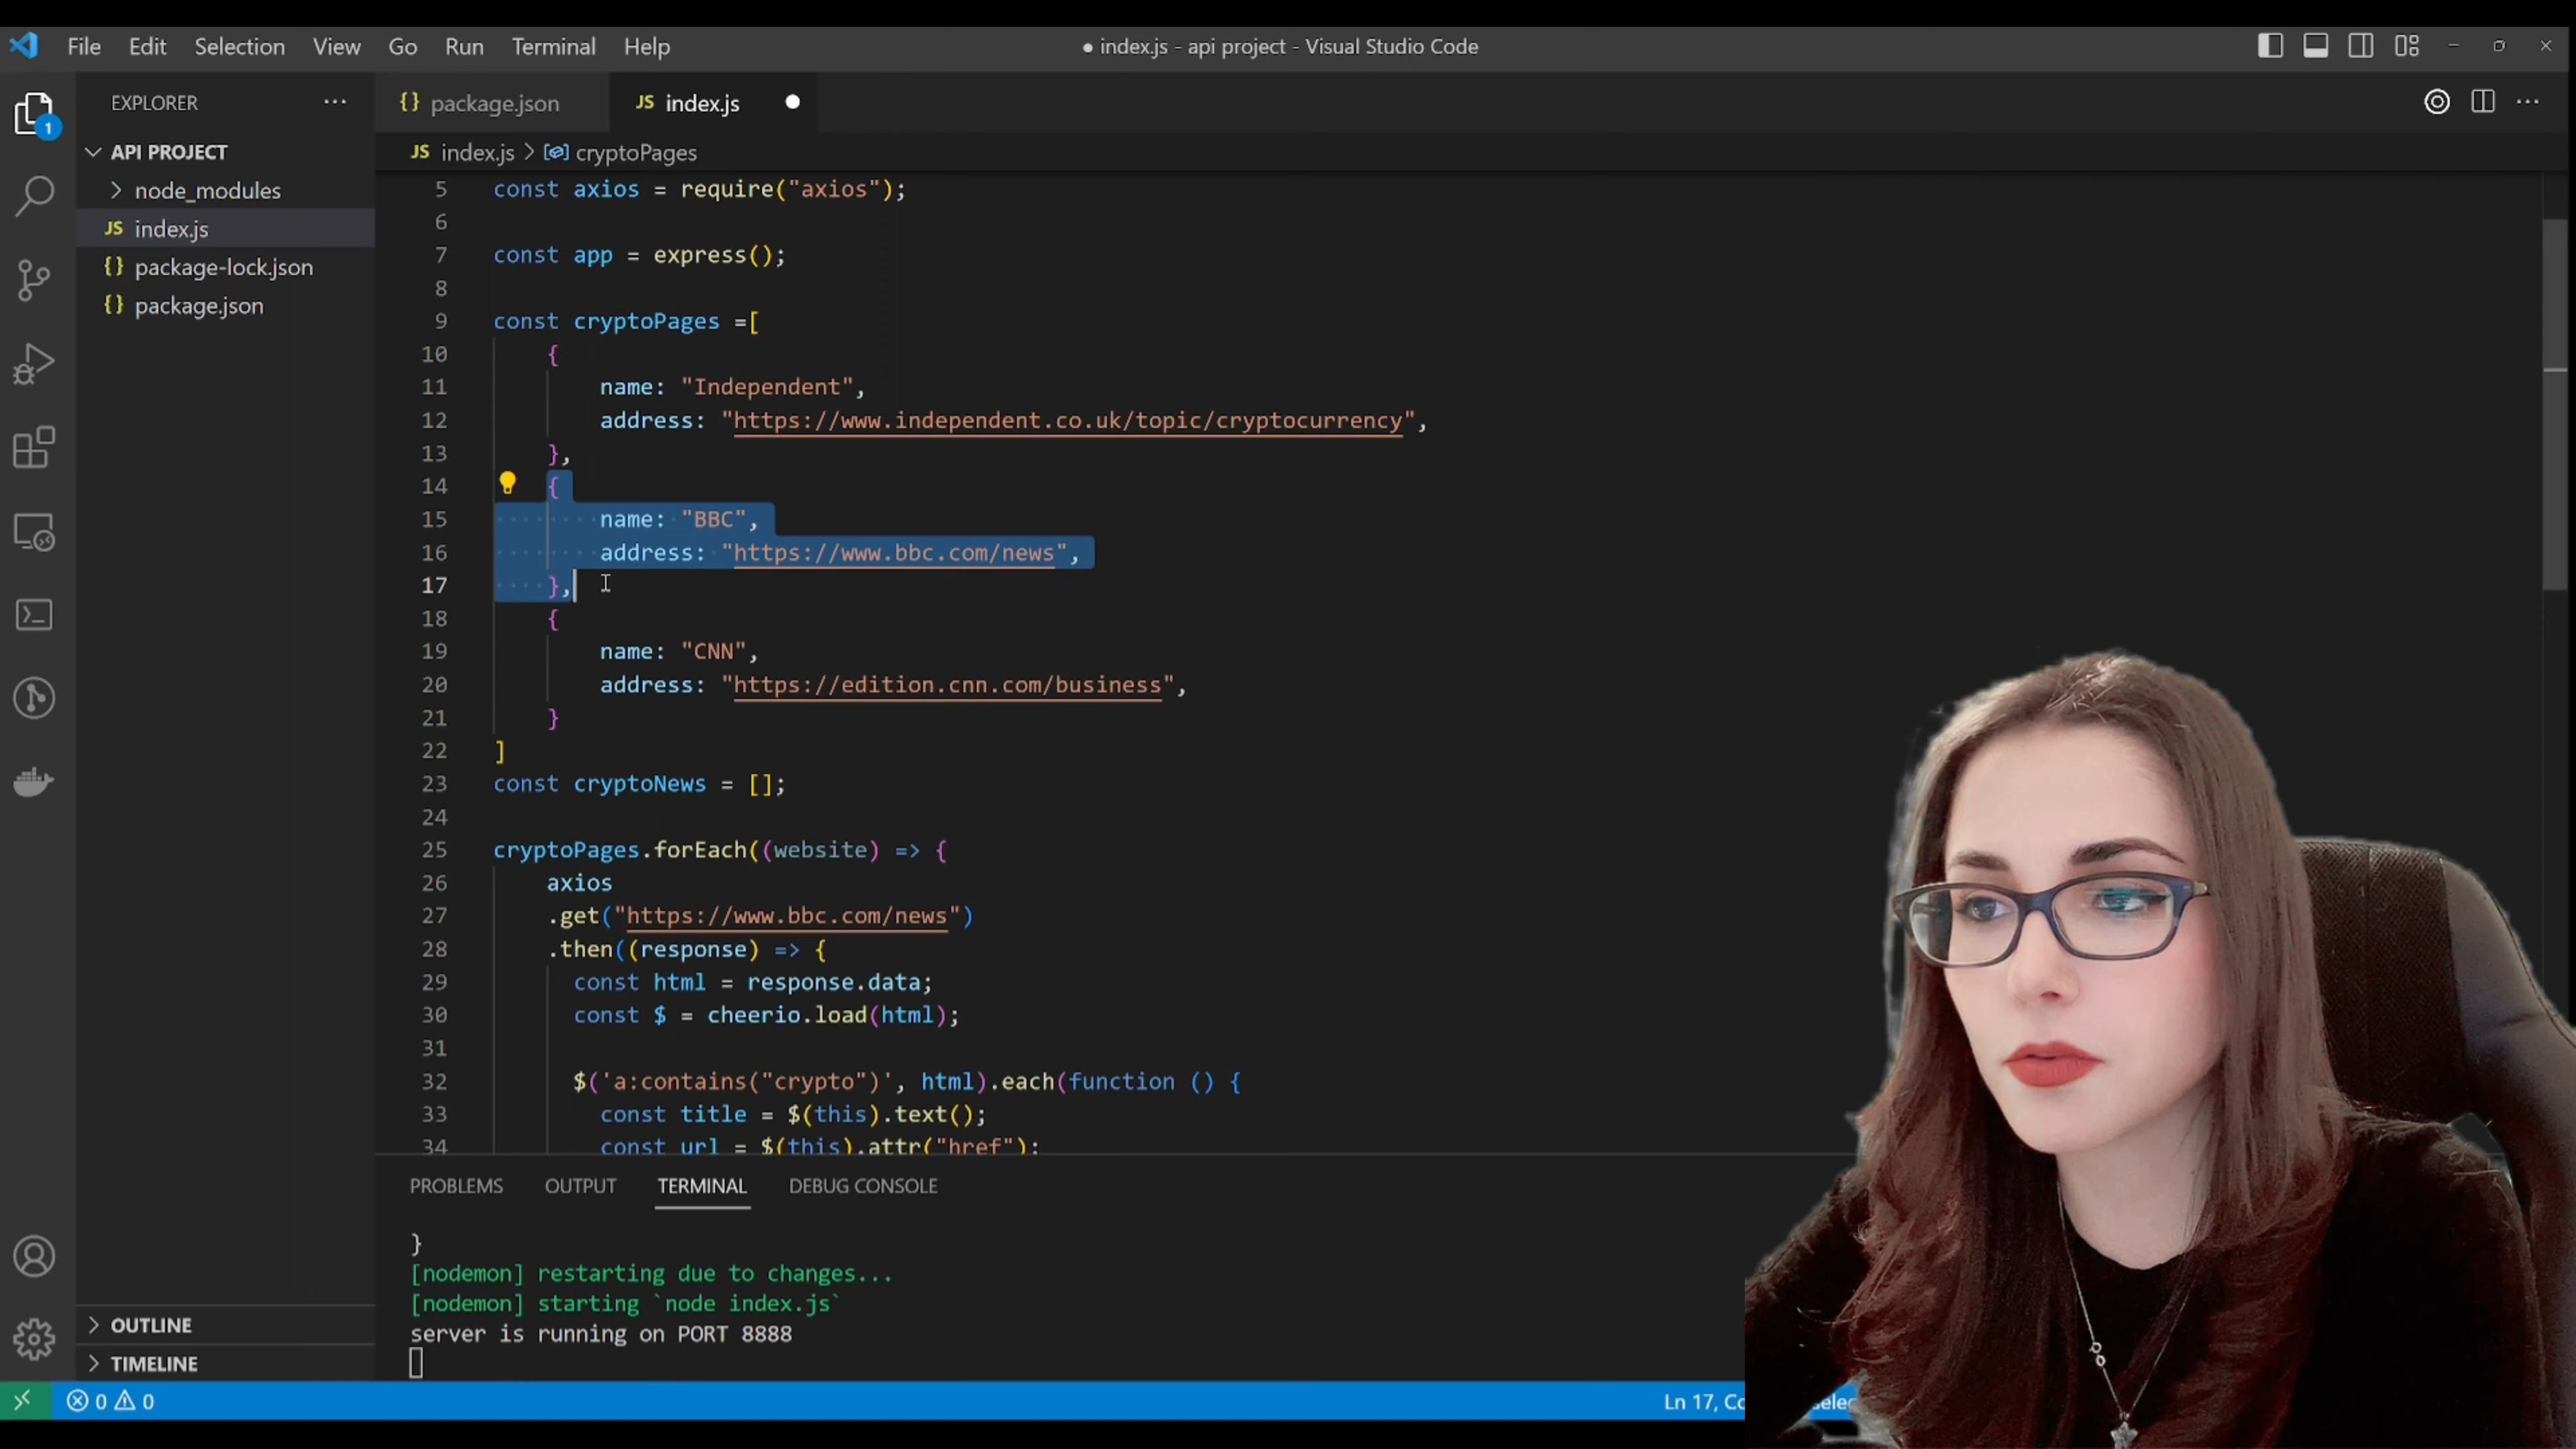 File Edit Selection View Go Run Terminal Help
● index.js - api project - Visual Studio Code
EXPLORER
1
API PROJECT
node_modules
JS index.js
{} package-lock.json
{} package.json
OUTLINE
TIMELINE
{} package.json
JS index.js
JS index.js > cryptoPages
5 const axios = require("axios");
6
7 const app = express();
8
9 const cryptoPages =[
10 {
11 name: "Independent",
12 address: "https://www.independent.co.uk/topic/cryptocurrency",
13 },
14 {
15 name: "BBC",
16 address: "https://www.bbc.com/news",
17 },
18 {
19 name: "CNN",
20 address: "https://edition.cnn.com/business",
21 }
22 ]
23 const cryptoNews = [];
24
25 cryptoPages.forEach((website) => {
26 axios
27 .get("https://www.bbc.com/news")
28 .then((response) => {
29 const html = response.data;
30 const $ = cheerio.load(html);
31
32 $('a:contains("crypto")', html).each(function () {
33 const title = $(this).text();
34 const url = $(this).attr("href");
PROBLEMS OUTPUT TERMINAL DEBUG CONSOLE
}
[nodemon] restarting due to changes...
[nodemon] starting `node index.js`
server is running on PORT 8888
0 0
Ln 17,